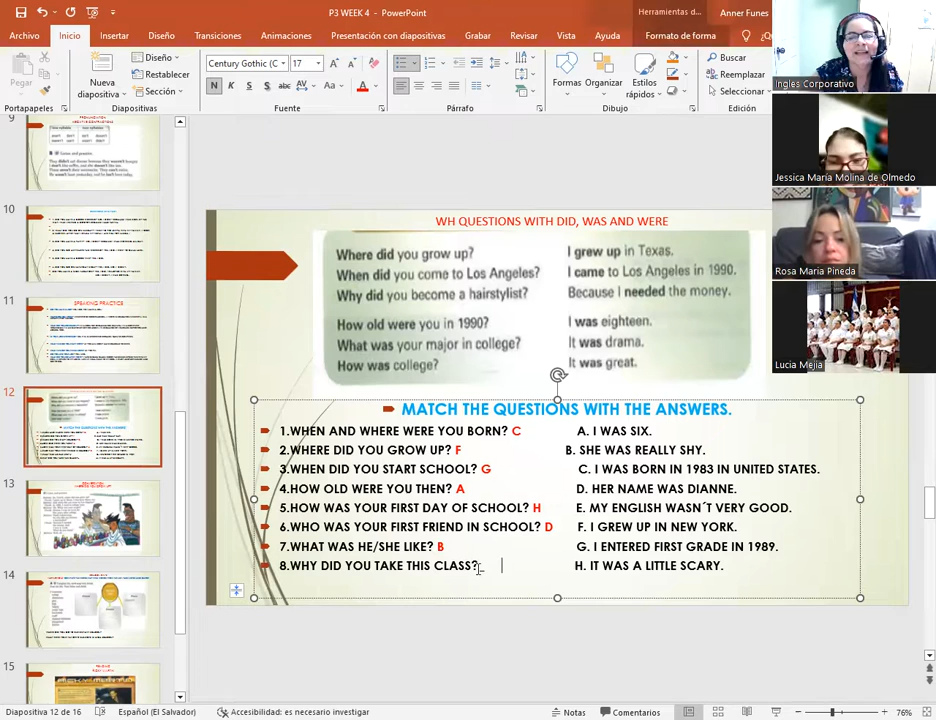 P3 WEEK 4 - PowerPoint
Herramientas d...
Anner Funes
Archivo
Inicio
Insertar
Diseño
Transiciones
Animaciones
Presentación con diapositivas
Grabar
Revisar
Vista
Ayuda
Formato de forma
Pegar
Nueva diapositiva
Diseño
Restablecer
Sección
Century Gothic (C
17
N
K
S
abc
AV
Aa
A
Formas
Organizar
Estilos rápidos
Buscar
Reemplazar
Seleccionar
Portapapeles
Diapositivas
Fuente
Párrafo
Dibujo
Edición
Ingles Corporativo
Jessica María Molina de Olmedo
Rosa Maria Pineda
Lucia Mejia
9
10
11
SPEAKING PRACTICE
12
13
14
15
WH QUESTIONS WITH DID, WAS AND WERE
Where did you grow up? I grew up in Texas.
When did you come to Los Angeles? I came to Los Angeles in 1990.
Why did you become a hairstylist? Because I needed the money.
How old were you in 1990? I was eighteen.
What was your major in college? It was drama.
How was college? It was great.
MATCH THE QUESTIONS WITH THE ANSWERS.
1.WHEN AND WHERE WERE YOU BORN? C A. I WAS SIX.
2.WHERE DID YOU GROW UP? F B. SHE WAS REALLY SHY.
3.WHEN DID YOU START SCHOOL? G C. I WAS BORN IN 1983 IN UNITED STATES.
4.HOW OLD WERE YOU THEN? A D. HER NAME WAS DIANNE.
5.HOW WAS YOUR FIRST DAY OF SCHOOL? H E. MY ENGLISH WASN´T VERY GOOD.
6.WHO WAS YOUR FIRST FRIEND IN SCHOOL? D F. I GREW UP IN NEW YORK.
7.WHAT WAS HE/SHE LIKE? B G. I ENTERED FIRST GRADE IN 1989.
8.WHY DID YOU TAKE THIS CLASS? H. IT WAS A LITTLE SCARY.
Diapositiva 12 de 16
Español (El Salvador)
Accesibilidad: es necesario investigar
Notas
Comentarios
76%